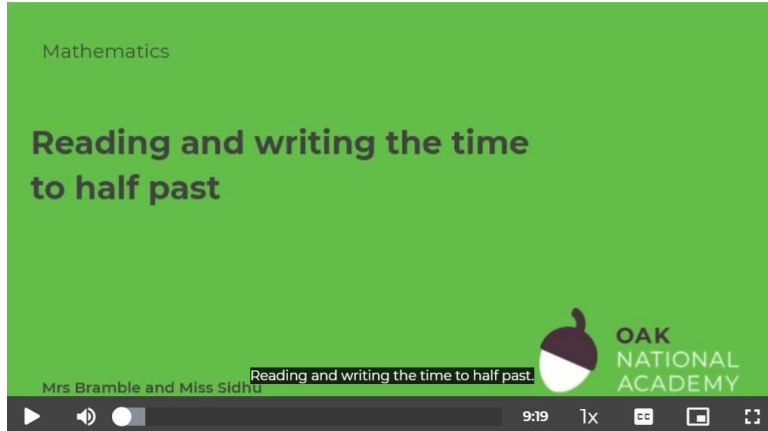 Mathematics
Reading and writing the time
to half past
Reading and writing the time to half past.
Mrs Bramble and Miss Sidhu
OAK
NATIONAL
ACADEMY
9:19
1x
CC